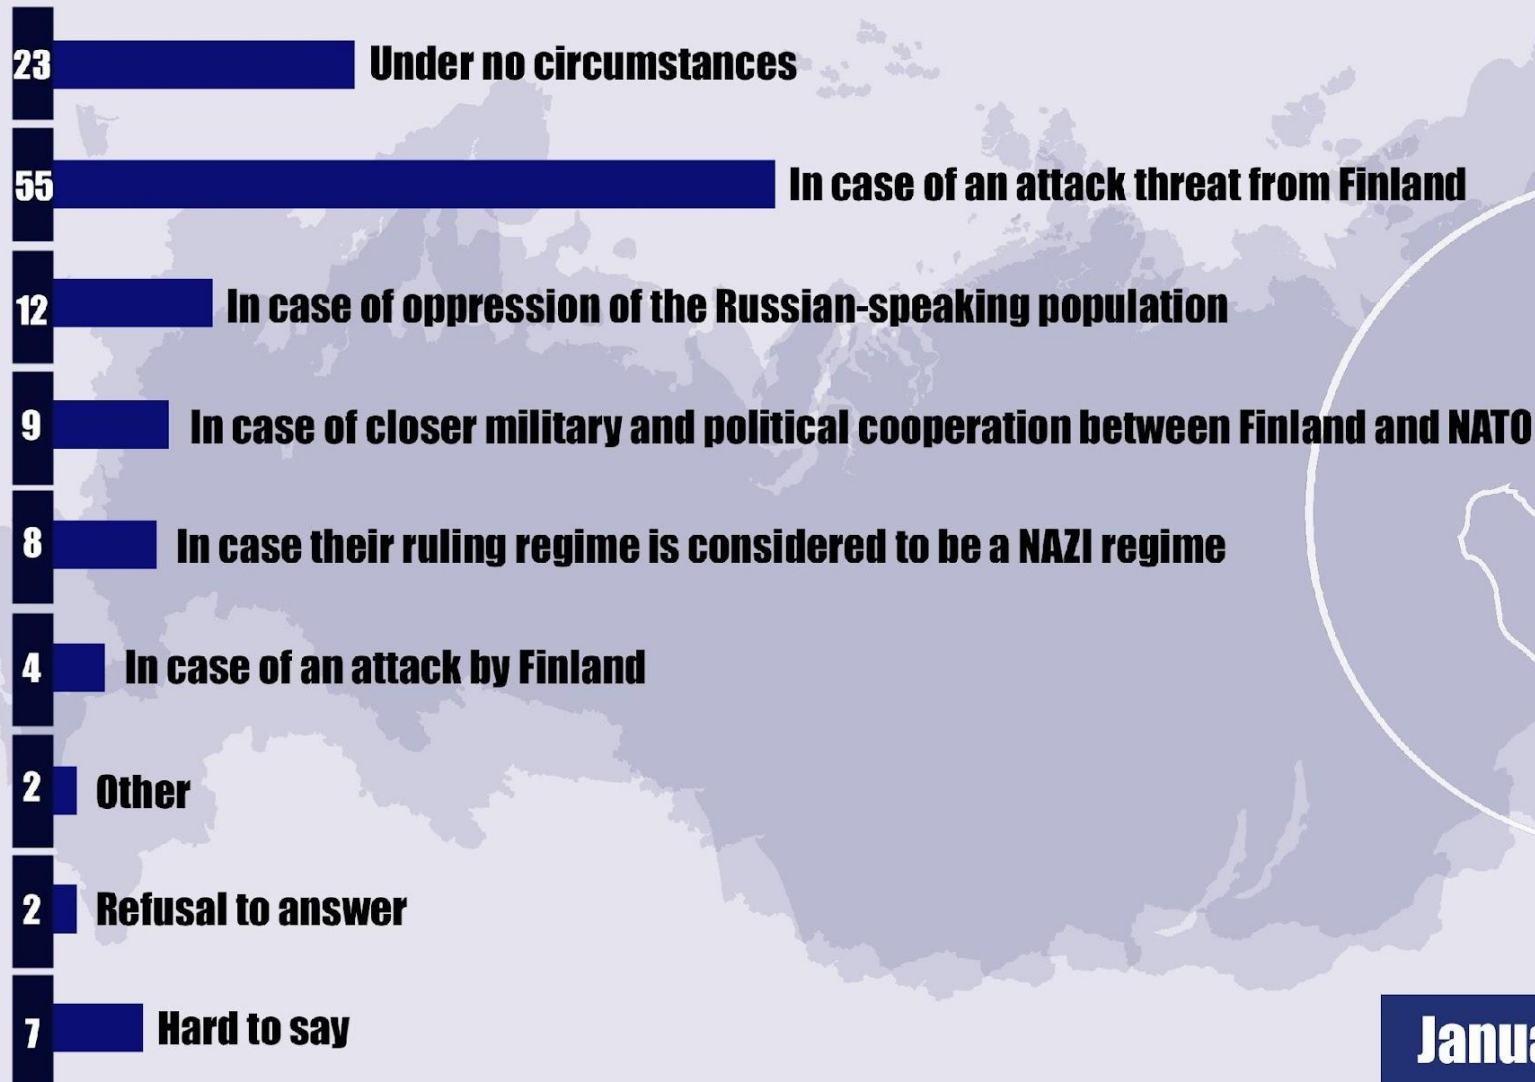 23 Under no circumstances
55 In case of an attack threat from Finland
12 In case of oppression of the Russian-speaking population
9 In case of closer military and political cooperation between Finland and NATO
8 In case their ruling regime is considered to be a NAZI regime
4 In case of an attack by Finland
2 Other
2 Refusal to answer
7 Hard to say